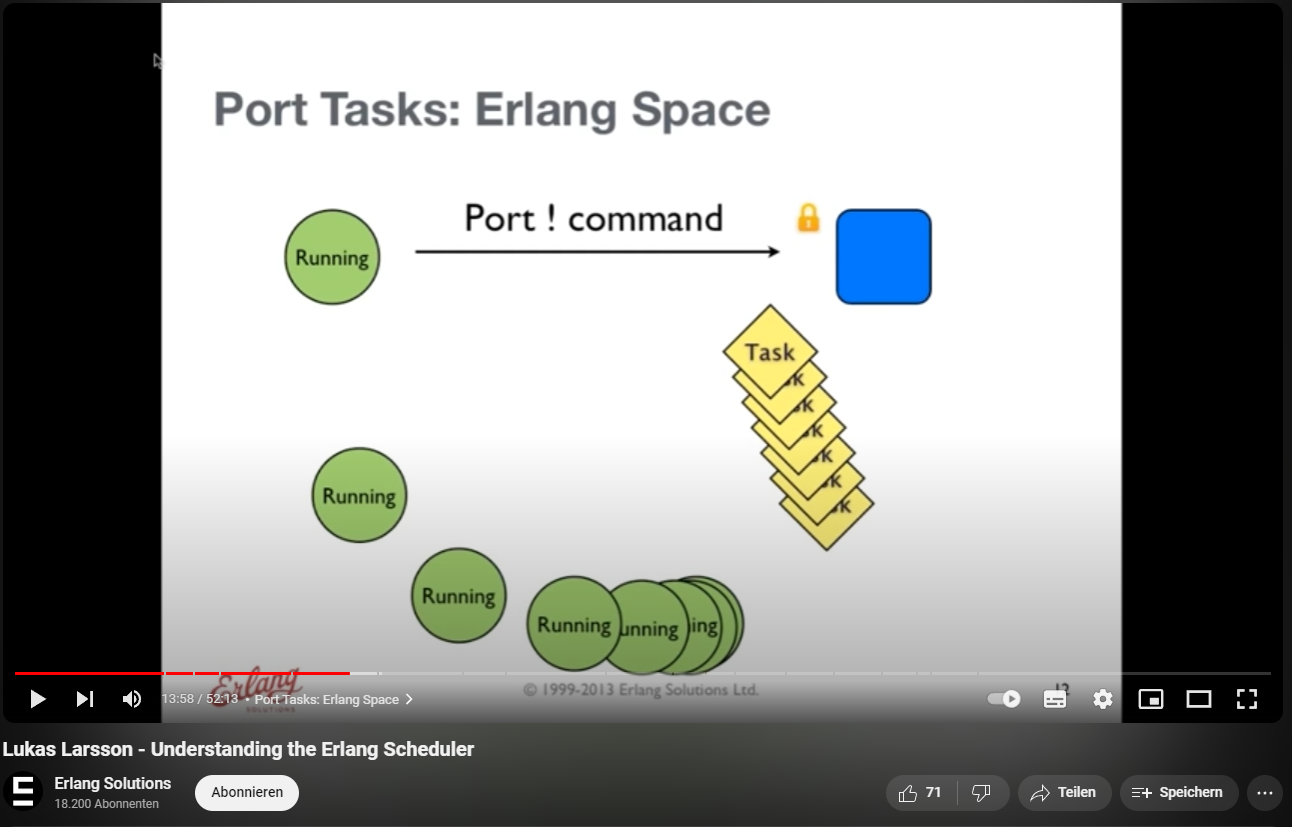 Port Tasks: Erlang Space
Port ! command
Running
Task
sk
sk
sk
sk
sk
sk
Running
Running
Running
unning
ing
Erlang
SOLUTIONS
© 1999-2013 Erlang Solutions Ltd.
12
13:58 / 52:13 • Port Tasks: Erlang Space
Lukas Larsson - Understanding the Erlang Scheduler
Erlang Solutions
18.200 Abonnenten
Abonnieren
71
Teilen
Speichern